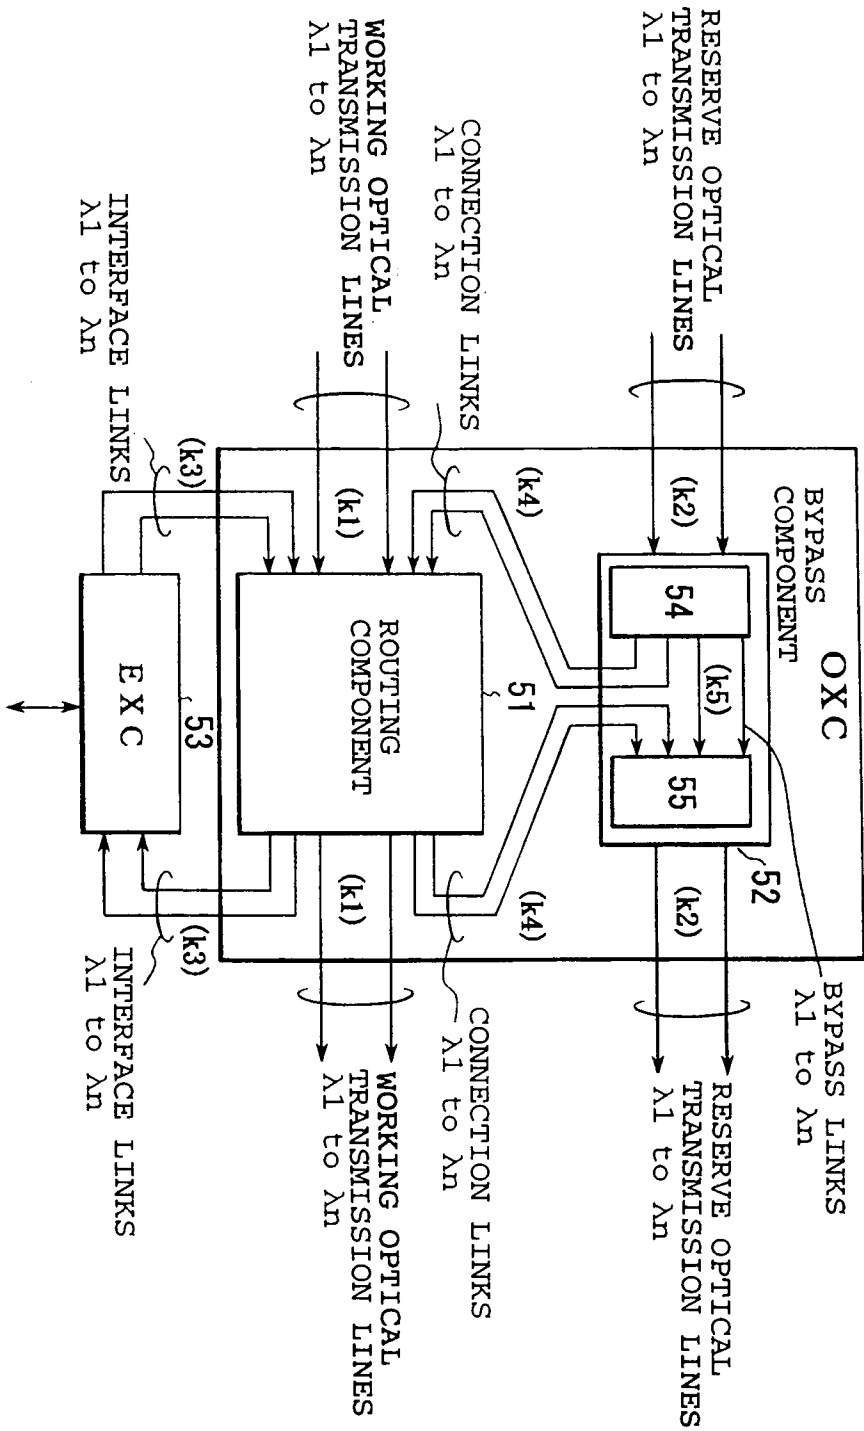 RESERVE OPTICAL
TRANSMISSION LINES
λ1 to λn
WORKING OPTICAL
TRANSMISSION LINES
λ1 to λn
CONNECTION LINKS
λ1 to λn
INTERFACE LINKS
λ1 to λn
OXC
BYPASS
COMPONENT
(k2)
54
(k5)
55
52
(k2)
(k4)
(k4)
(k1)
ROUTING
COMPONENT
51
(k1)
(k3)
EXC
53
(k3)
BYPASS LINKS
λ1 to λn
RESERVE OPTICAL
TRANSMISSION LINES
λ1 to λn
CONNECTION LINKS
λ1 to λn
WORKING OPTICAL
TRANSMISSION LINES
λ1 to λn
INTERFACE LINKS
λ1 to λn